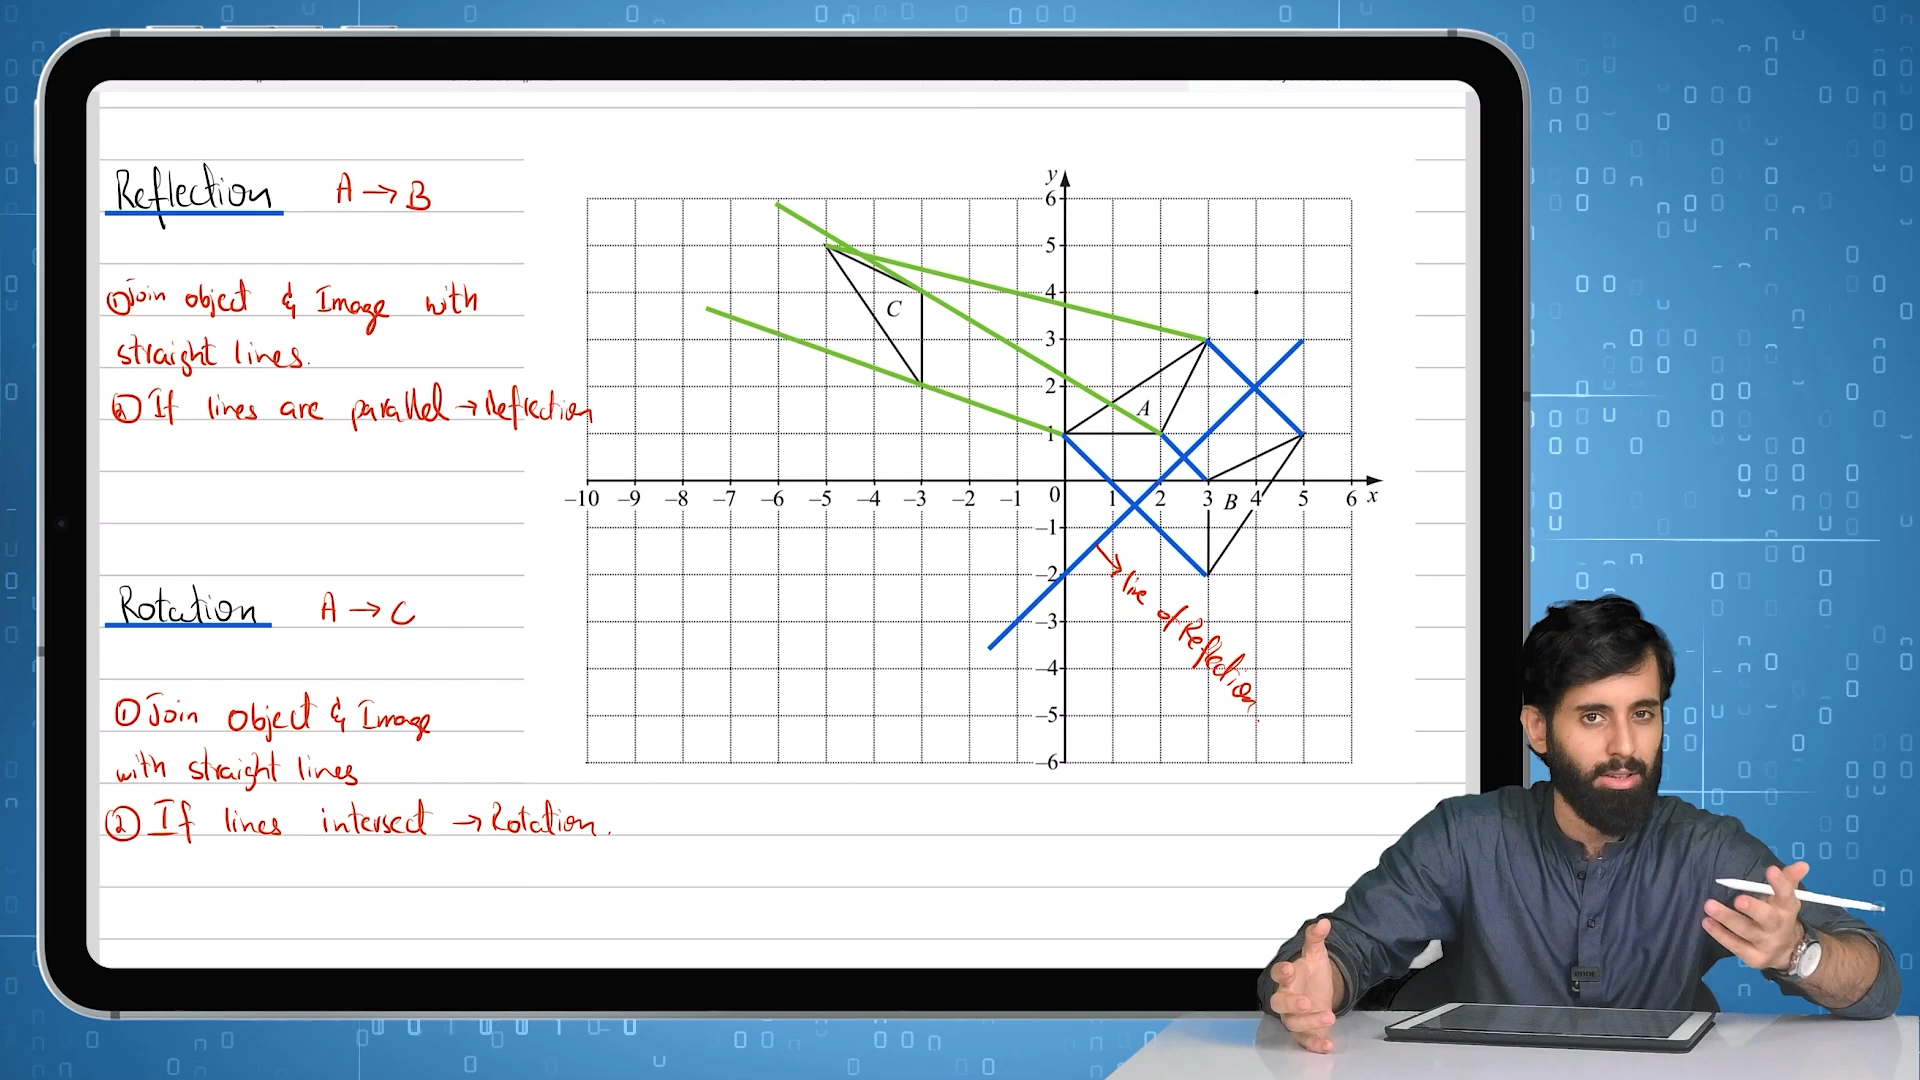 Reflection A → B
① Join object & Image with
straight lines.
② If lines are parallel → Reflection
Rotation A → C
① Join object & Image
with straight lines
② If lines intersect → Rotation.
y
6
5
4
3
2
1
–10 –9 –8 –7 –6 –5 –4 –3 –2 –1 0 1 2 3 4 5 6 x
–1
–2
–3
–4
–5
–6
C
A
B
line of Reflection.